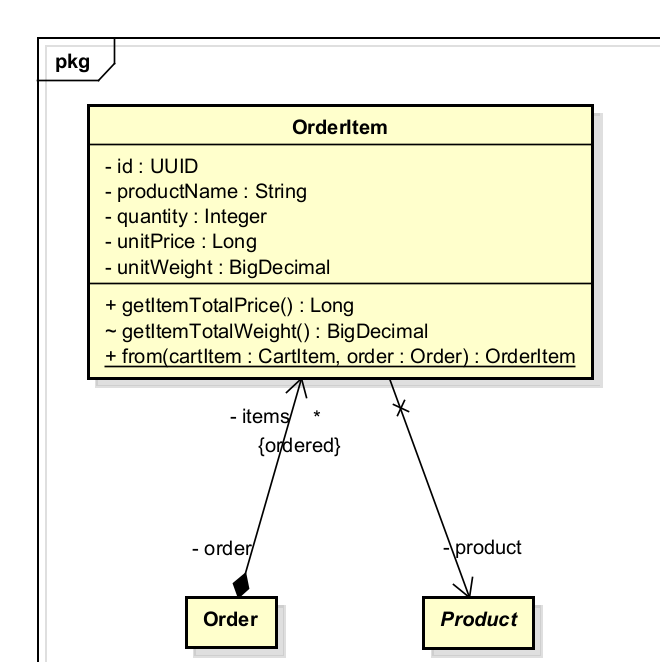 pkg
OrderItem
- id : UUID
- productName : String
- quantity : Integer
- unitPrice : Long
- unitWeight : BigDecimal
+ getItemTotalPrice() : Long
~ getItemTotalWeight() : BigDecimal
+ from(cartItem : CartItem, order : Order) : OrderItem
- items *
{ordered}
- order
- product
Order
Product